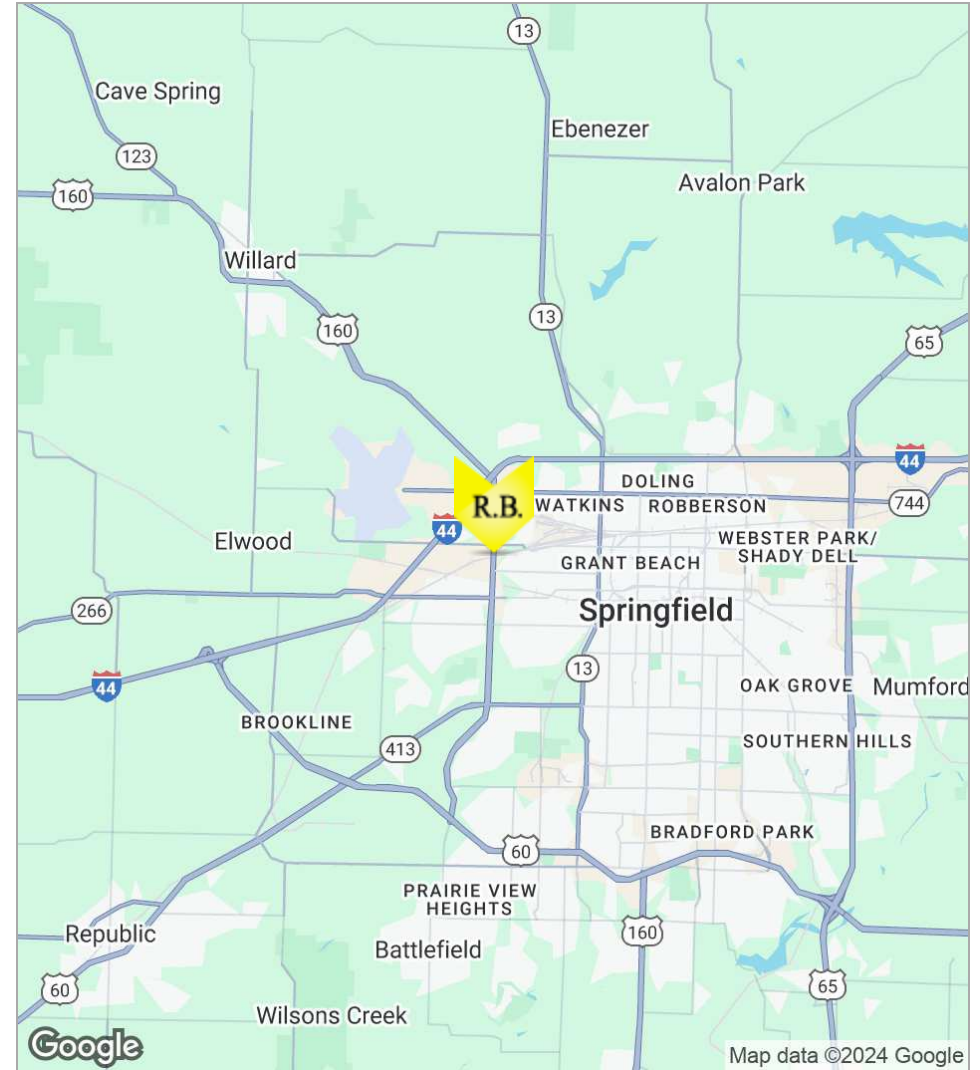 13
Cave Spring
Ebenezer
123
Avalon Park
160
Willard
13
160
65
44
DOLING
744
R.B.
WATKINS
ROBBERSON
44
Elwood
WEBSTER PARK/
SHADY DELL
GRANT BEACH
266
Springfield
13
44
OAK GROVE
Mumford
BROOKLINE
413
SOUTHERN HILLS
BRADFORD PARK
60
PRAIRIE VIEW
HEIGHTS
160
Republic
Battlefield
60
65
Wilsons Creek
Google
Map data ©2024 Google